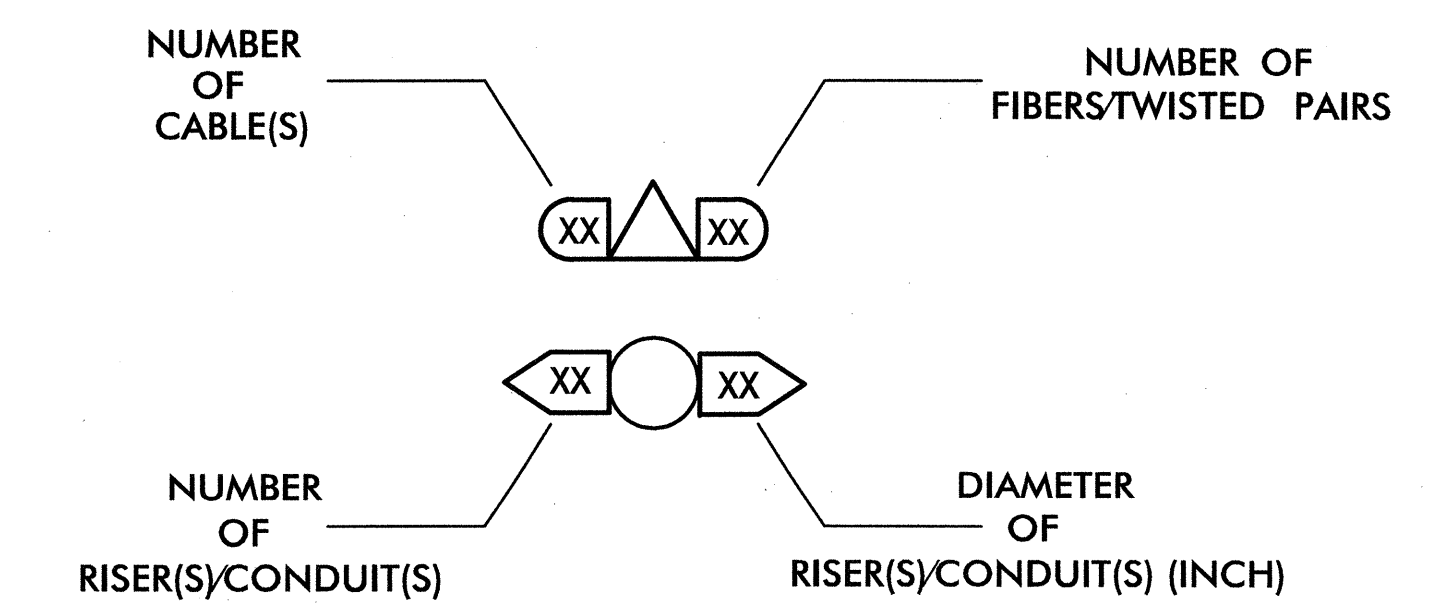 NUMBER
OF
CABLE(S)
NUMBER OF
FIBERS/TWISTED PAIRS
XX
XX
XX
XX
NUMBER
OF
RISER(S)/CONDUIT(S)
DIAMETER
OF
RISER(S)/CONDUIT(S) (INCH)